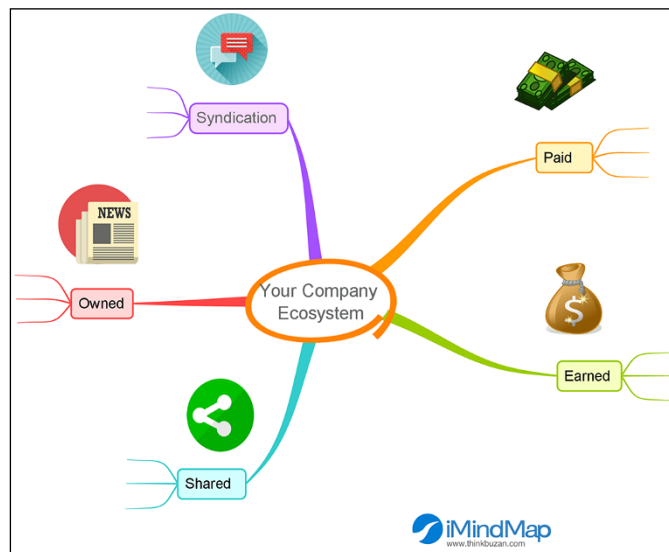 Syndication
Paid
NEWS
Owned
Your Company
Ecosystem
Earned
Shared
iMindMap
www.thinkbuzan.com